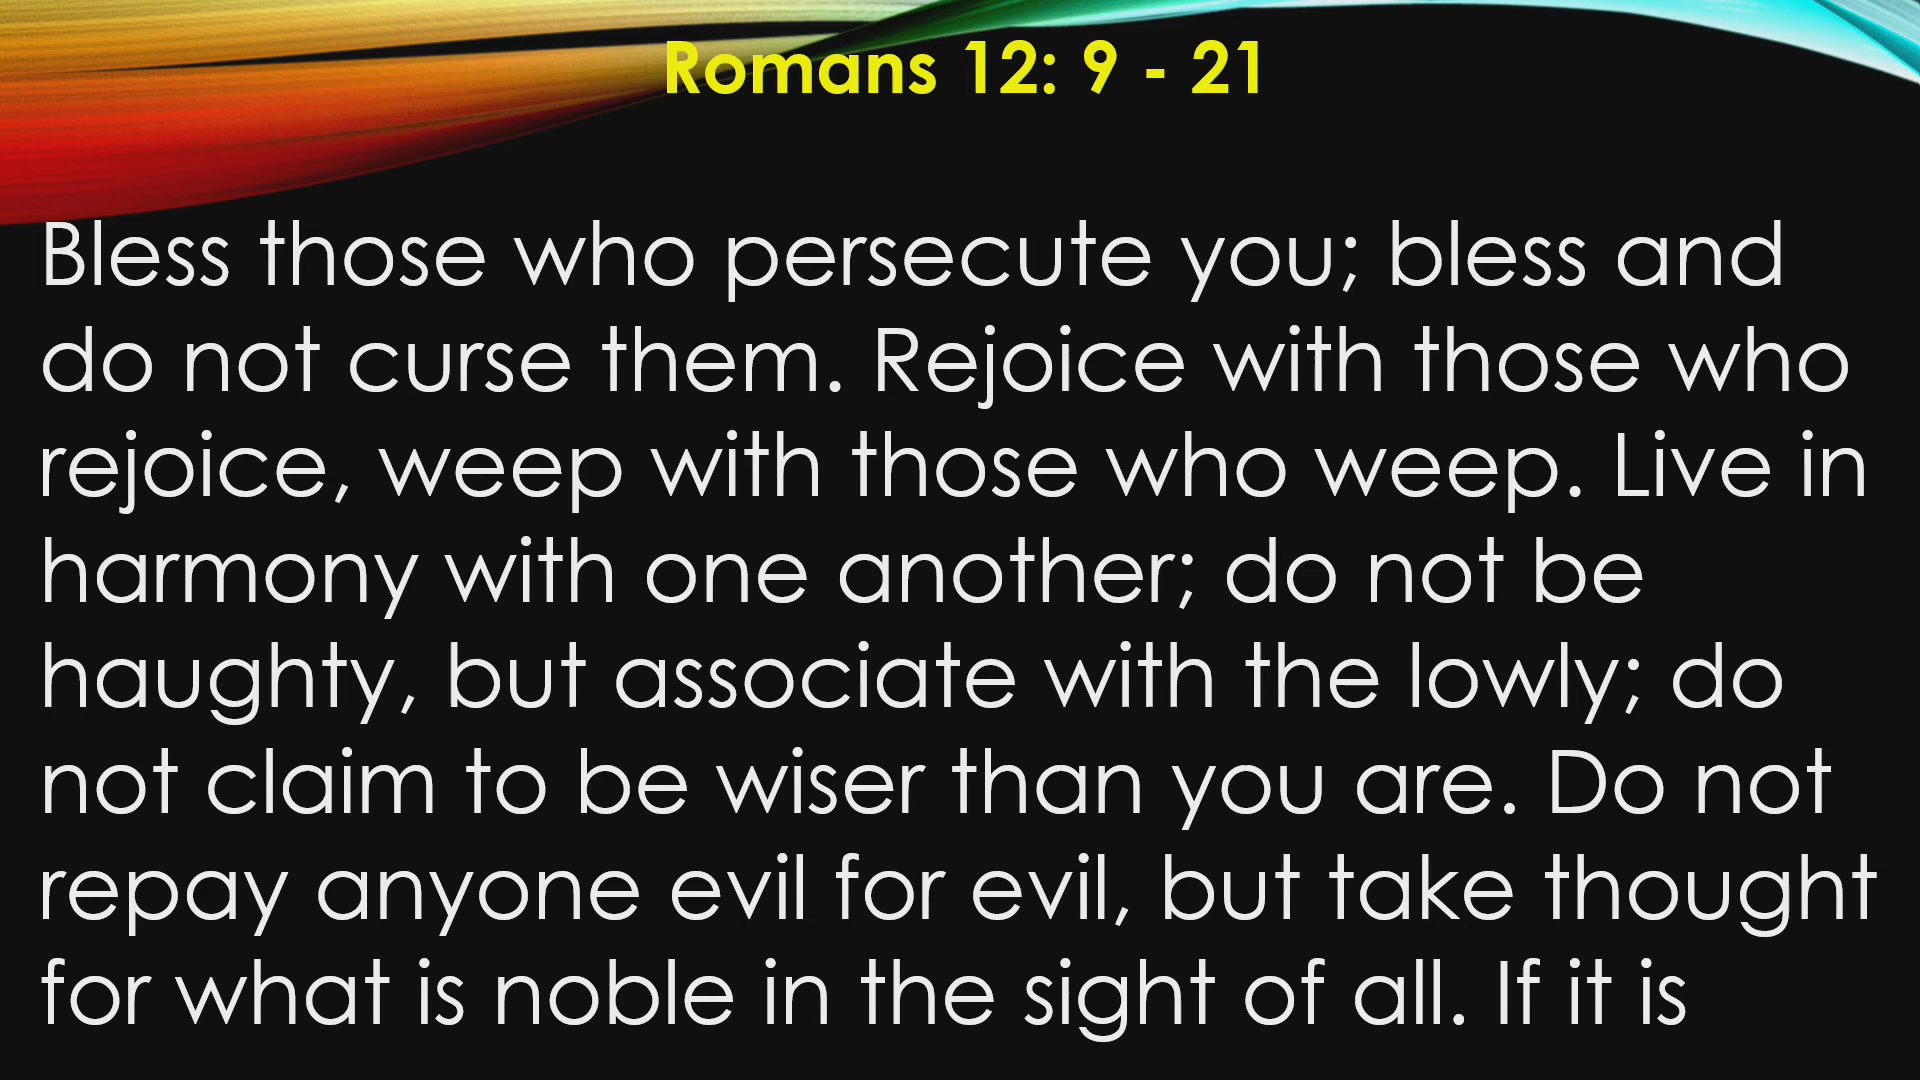 Romans 12: 9 - 21
Bless those who persecute you; bless and
do not curse them. Rejoice with those who
rejoice, weep with those who weep. Live in
harmony with one another; do not be
haughty, but associate with the lowly; do
not claim to be wiser than you are. Do not
repay anyone evil for evil, but take thought
for what is noble in the sight of all. If it is